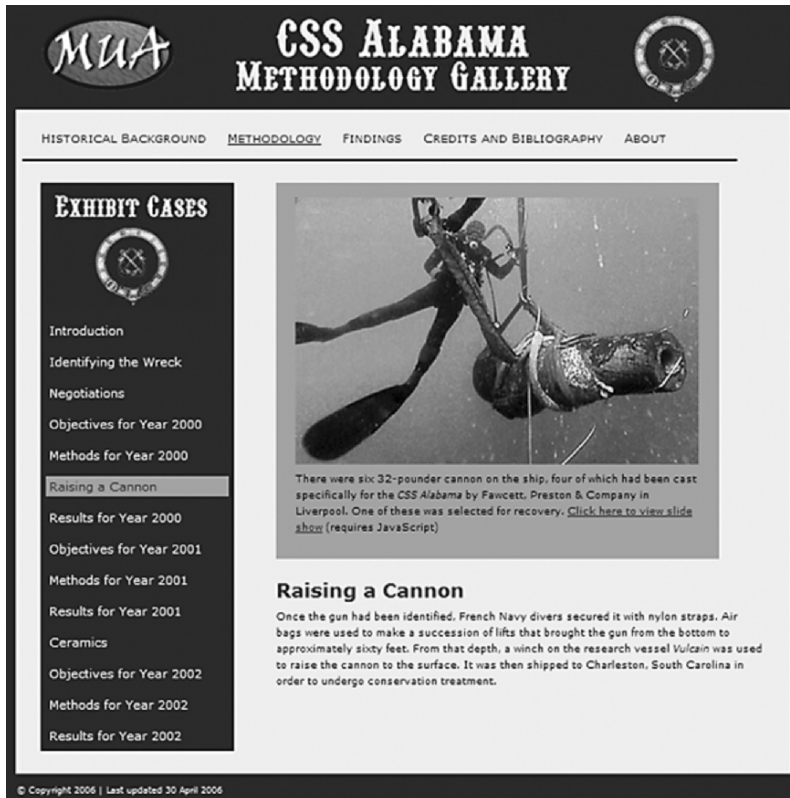 MUA
CSS ALABAMA
METHODOLOGY GALLERY
HISTORICAL BACKGROUND METHODOLOGY FINDINGS CREDITS AND BIBLIOGRAPHY ABOUT
EXHIBIT CASES
Introduction
Identifying the Wreck
Negotiations
Objectives for Year 2000
Methods for Year 2000
Raising a Cannon
Results for Year 2000
Objectives for Year 2001
Methods for Year 2001
Results for Year 2001
Ceramics
Objectives for Year 2002
Methods for Year 2002
Results for Year 2002
There were six 32-pounder cannon on the ship, four of which had been cast
specifically for the CSS Alabama by Fawcett, Preston & Company in
Liverpool. One of these was selected for recovery. Click here to view slide
show (requires JavaScript)
Raising a Cannon
Once the gun had been identified, French Navy divers secured it with nylon straps. Air
bags were used to make a succession of lifts that brought the gun from the bottom to
approximately sixty feet. From that depth, a winch on the research vessel Vulcain was used
to raise the cannon to the surface. It was then shipped to Charleston, South Carolina in
order to undergo conservation treatment.
© Copyright 2006 | Last updated 30 April 2006